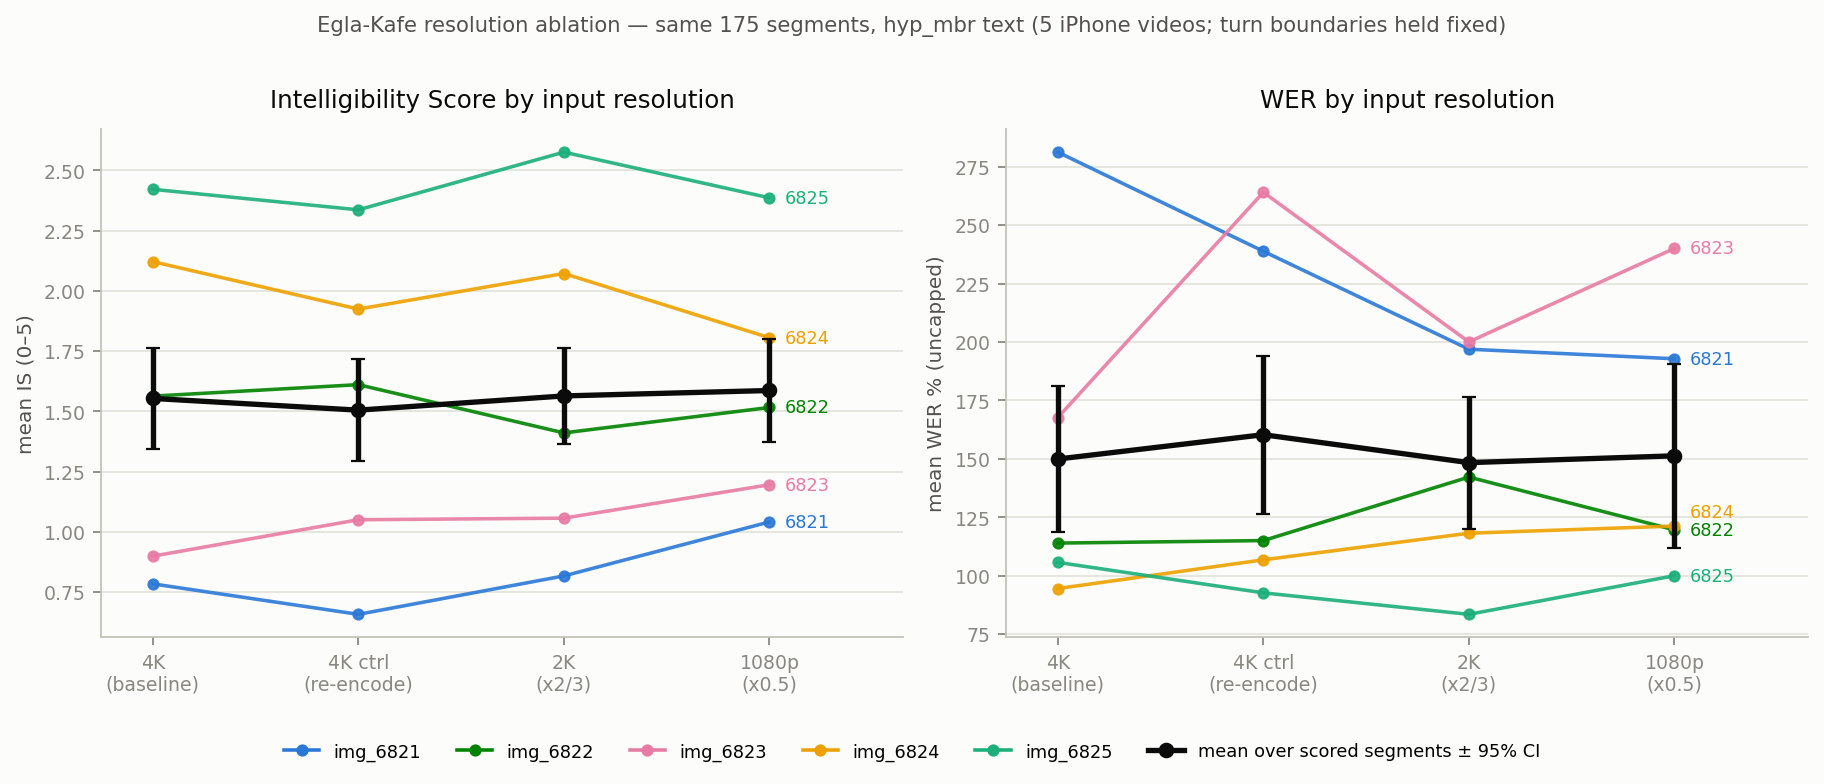 Egla-Kafe resolution ablation — same 175 segments, hyp_mbr text (5 iPhone videos; turn boundaries held fixed)
Intelligibility Score by input resolution
mean IS (0–5)
2.50
2.25
2.00
1.75
1.50
1.25
1.00
0.75
6825
6824
6822
6823
6821
4K
(baseline)
4K ctrl
(re-encode)
2K
(x2/3)
1080p
(x0.5)
WER by input resolution
mean WER % (uncapped)
275
250
225
200
175
150
125
100
75
6823
6821
6824
6822
6825
4K
(baseline)
4K ctrl
(re-encode)
2K
(x2/3)
1080p
(x0.5)
img_6821
img_6822
img_6823
img_6824
img_6825
mean over scored segments ± 95% CI